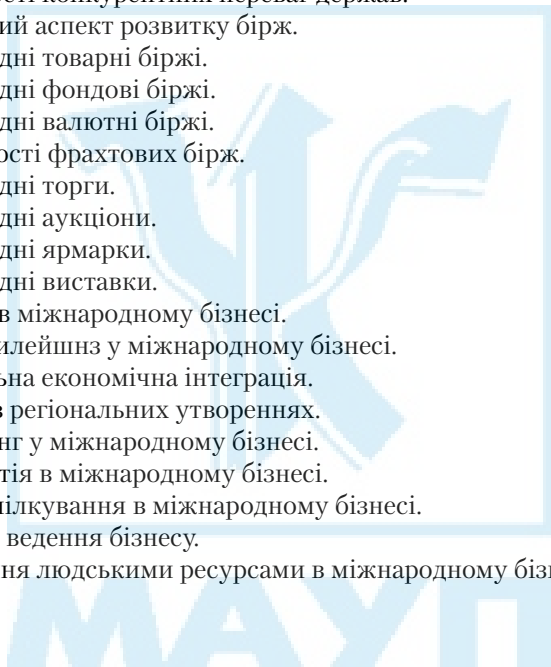 сті конкурентних переваг держав.
ий аспект розвитку бірж.
дні товарні біржі.
дні фондові біржі.
дні валютні біржі.
ості фрахтових бірж.
дні торги.
дні аукціони.
дні ярмарки.
дні виставки.
в міжнародному бізнесі.
илейшнз у міжнародному бізнесі.
ьна економічна інтеграція.
в регіональних утвореннях.
нг у міжнародному бізнесі.
тія в міжнародному бізнесі.
ілкування в міжнародному бізнесі.
ведення бізнесу.
ня людськими ресурсами в міжнародному біз
МАУП